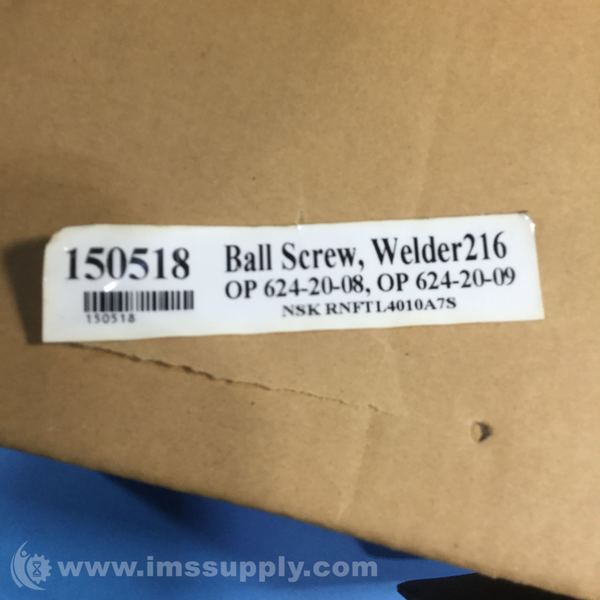 150518
150518
Ball Screw, Welder216
OP 624-20-08, OP 624-20-09
NSK RNFTL4010A7S
www.imssupply.com